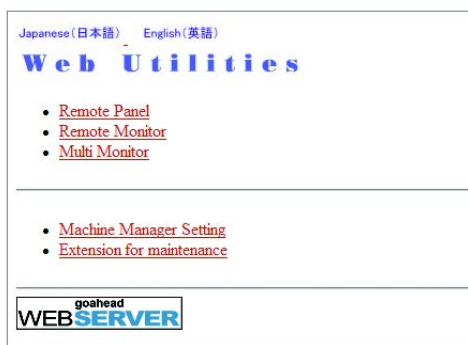 Japanese(日本語) English(英語)
Web Utilities
Remote Panel
Remote Monitor
Multi Monitor
Machine Manager Setting
Extension for maintenance
goahead
WEBSERVER